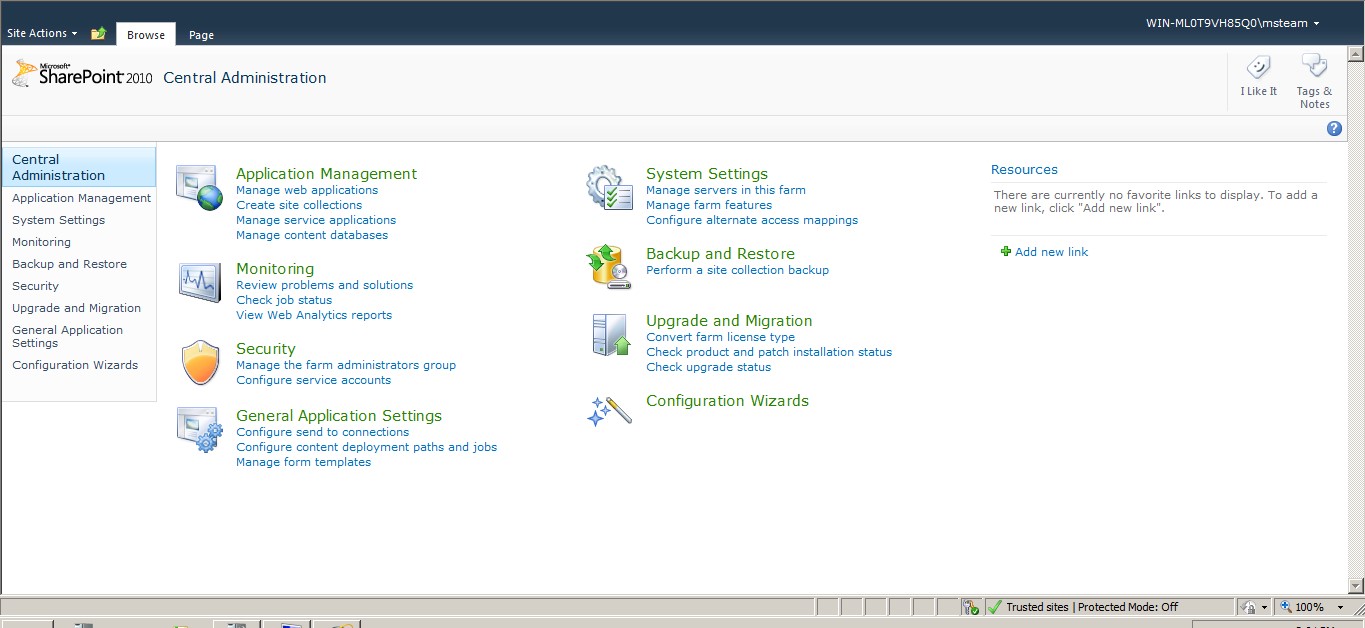 Site Actions
Browse
Page
WIN-ML0T9VH85Q0\msteam
Microsoft
SharePoint 2010
Central Administration
I Like It
Tags &
Notes
Central
Administration
Application Management
System Settings
Monitoring
Backup and Restore
Security
Upgrade and Migration
General Application
Settings
Configuration Wizards
Application Management
Manage web applications
Create site collections
Manage service applications
Manage content databases
Monitoring
Review problems and solutions
Check job status
View Web Analytics reports
Security
Manage the farm administrators group
Configure service accounts
General Application Settings
Configure send to connections
Configure content deployment paths and jobs
Manage form templates
System Settings
Manage servers in this farm
Manage farm features
Configure alternate access mappings
Backup and Restore
Perform a site collection backup
Upgrade and Migration
Convert farm license type
Check product and patch installation status
Check upgrade status
Configuration Wizards
Resources
There are currently no favorite links to display. To add a
new link, click "Add new link".
Add new link
Trusted sites | Protected Mode: Off
100%